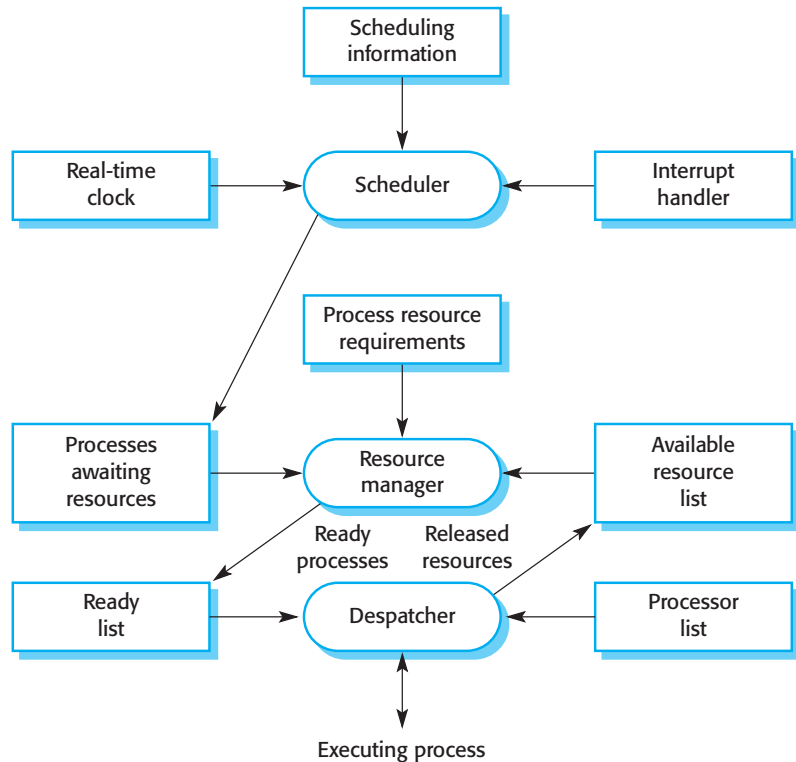 Scheduling
information
Real-time
clock
Scheduler
Interrupt
handler
Process resource
requirements
Processes
awaiting
resources
Resource
manager
Available
resource
list
Ready
processes
Released
resources
Ready
list
Despatcher
Processor
list
Executing process